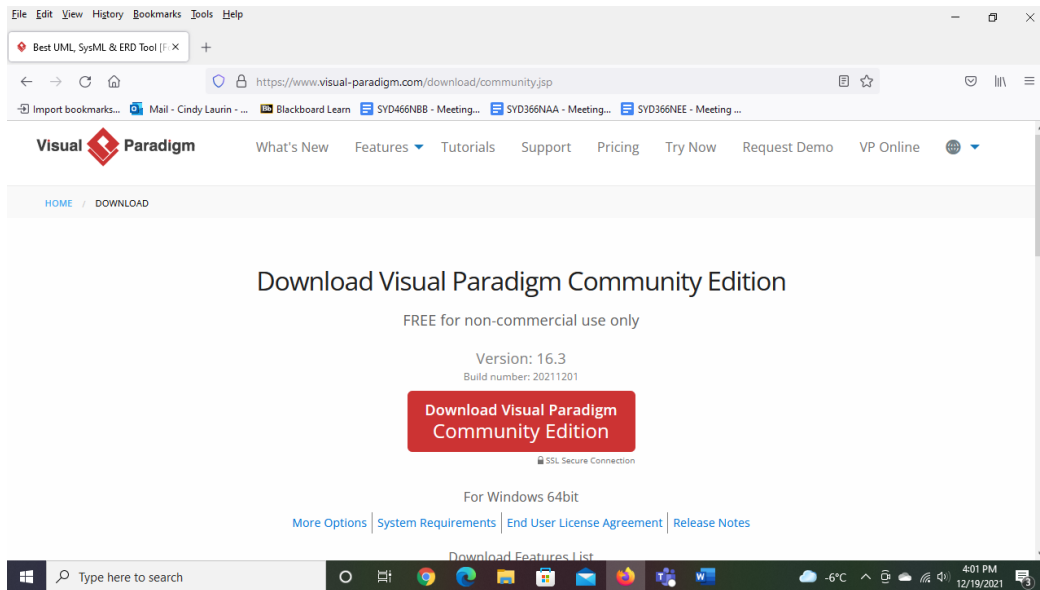 File Edit View History Bookmarks Tools Help
Best UML, SysML & ERD Tool [F
https://www.visual-paradigm.com/download/community.jsp
Import bookmarks... Mail - Cindy Laurin - ... Bb Blackboard Learn SYD466NBB - Meeting... SYD366NAA - Meeting... SYD366NEE - Meeting ...
Visual Paradigm What's New Features Tutorials Support Pricing Try Now Request Demo VP Online
HOME / DOWNLOAD
Download Visual Paradigm Community Edition
FREE for non-commercial use only
Version: 16.3
Build number: 20211201
Download Visual Paradigm
Community Edition
SSL Secure Connection
For Windows 64bit
More Options System Requirements End User License Agreement Release Notes
Download Features List
Type here to search
-6°C
4:01 PM
12/19/2021
3